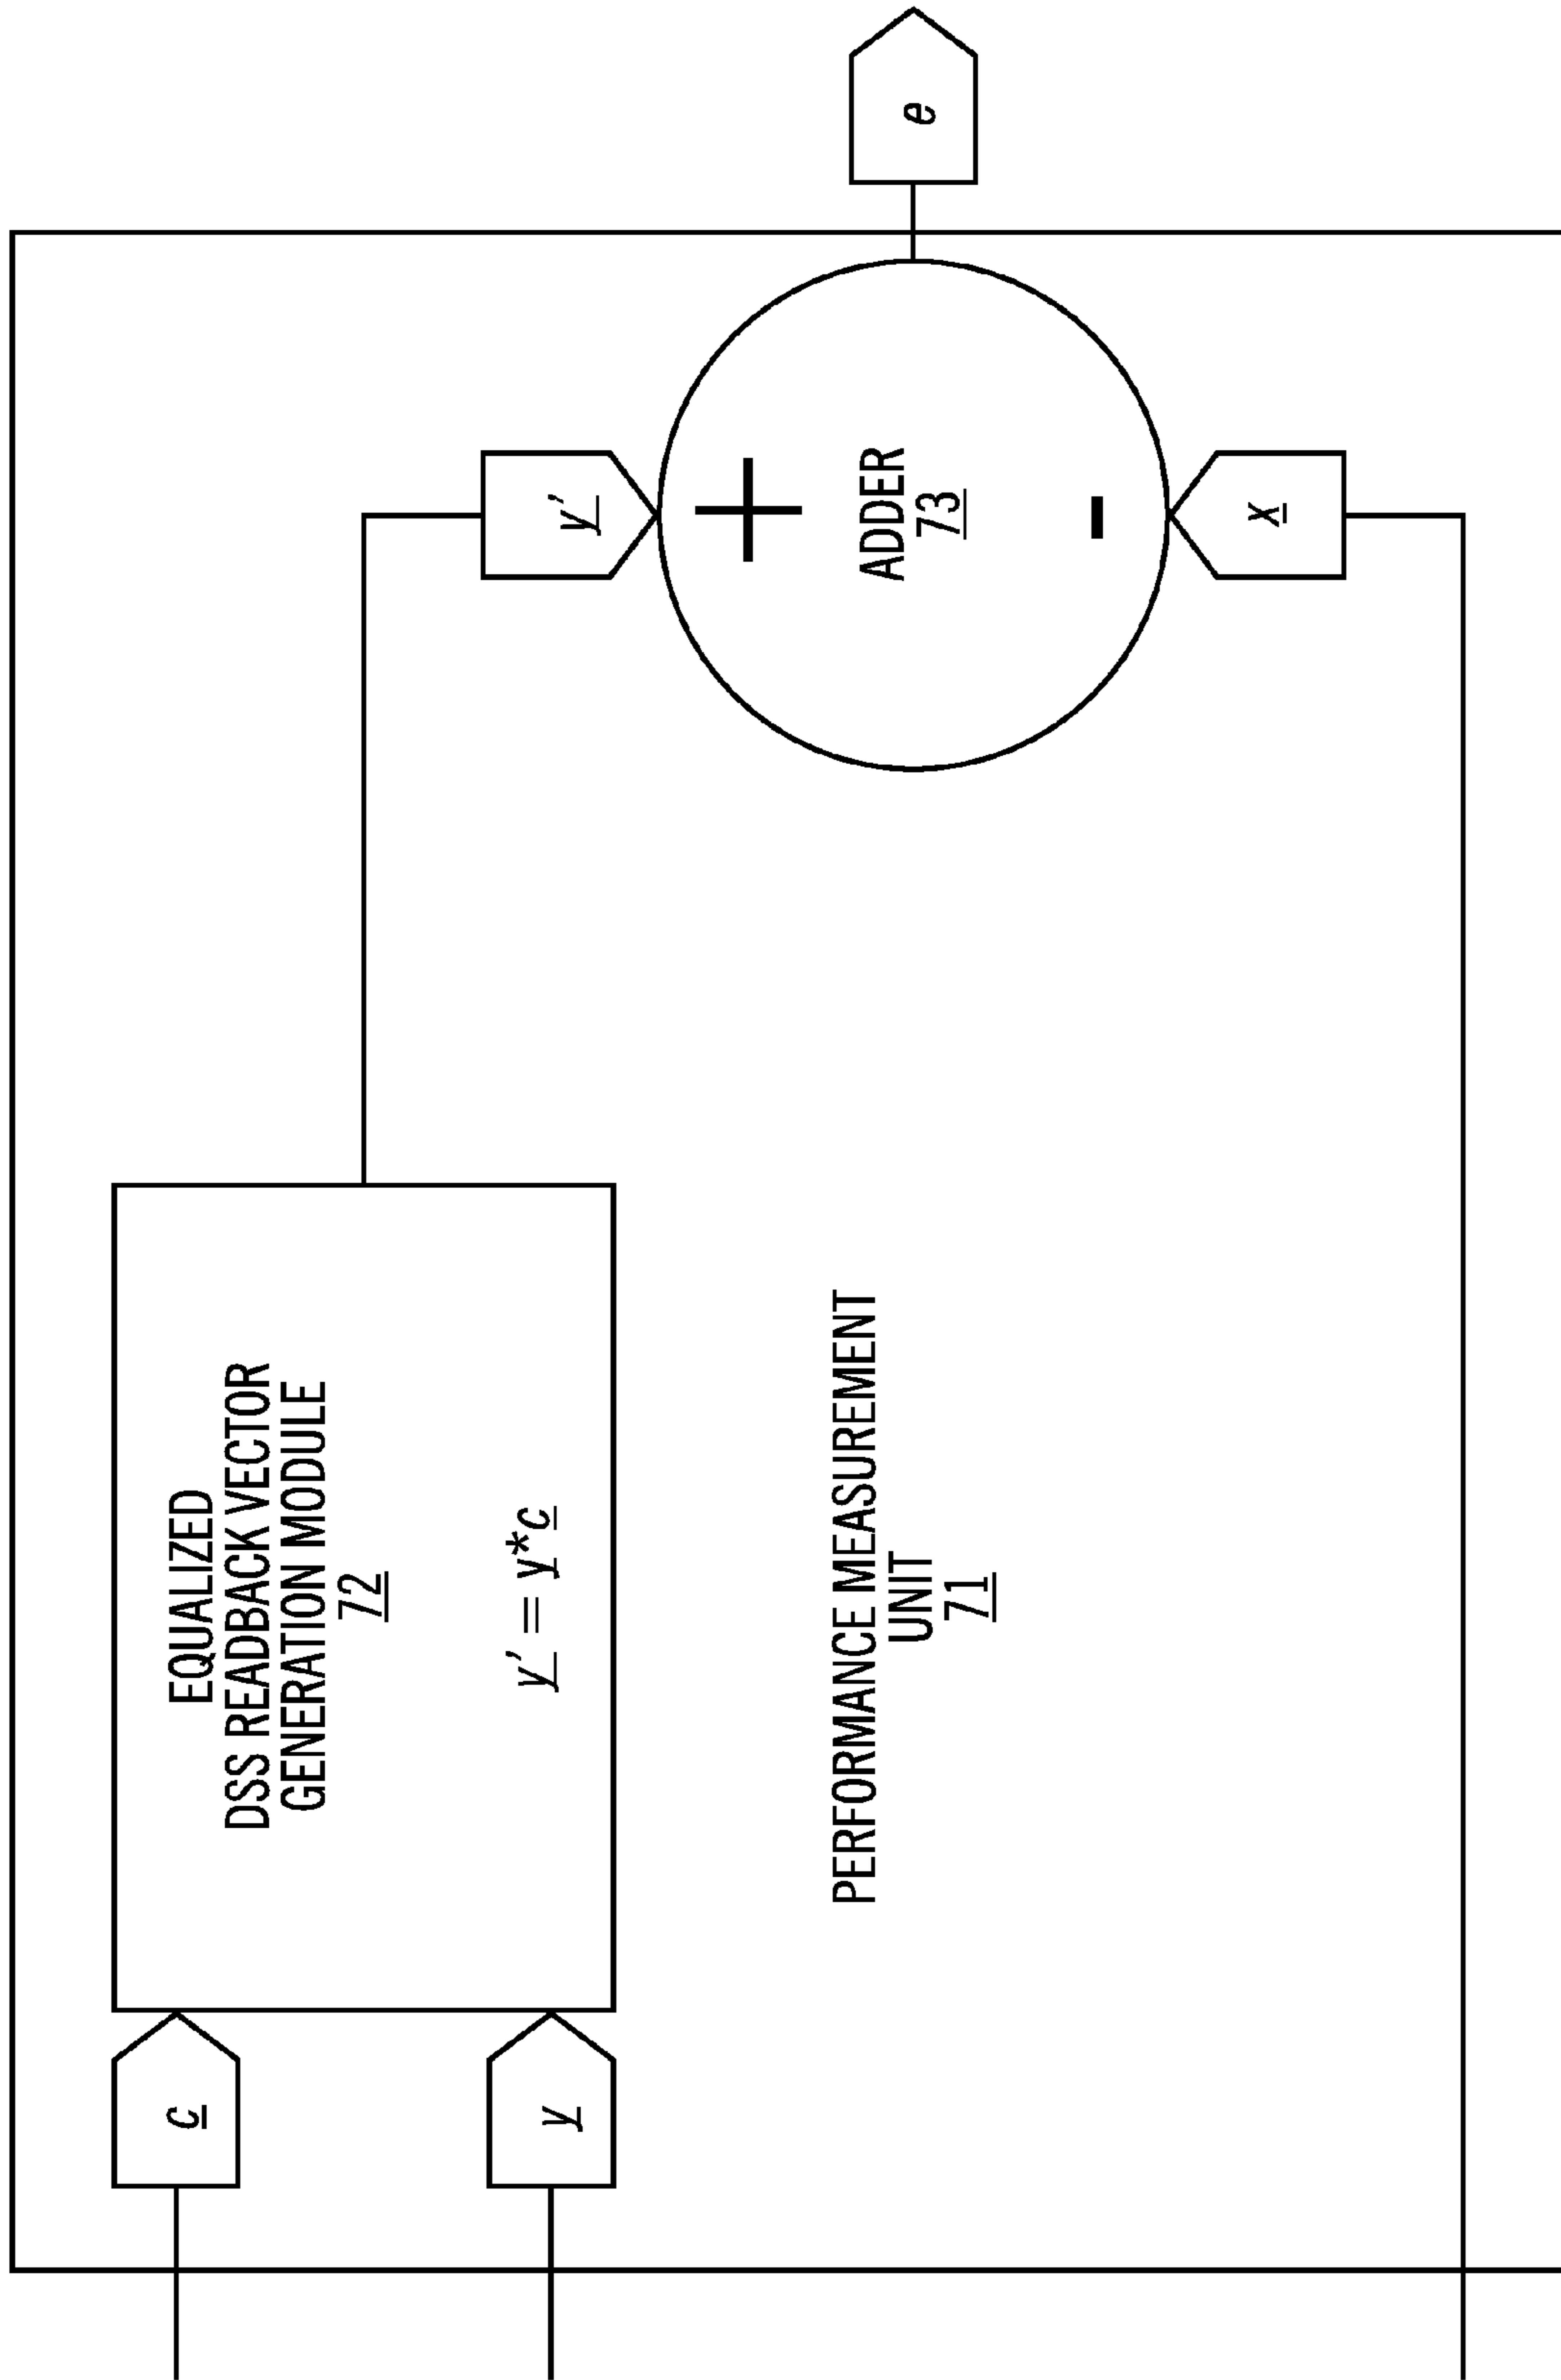 c
y
EQUALIZED
DSS READBACK VECTOR
GENERATION MODULE
72
y' = y*c
PERFORMANCE MEASUREMENT
UNIT
71
y'
+
ADDER
73
-
x
e